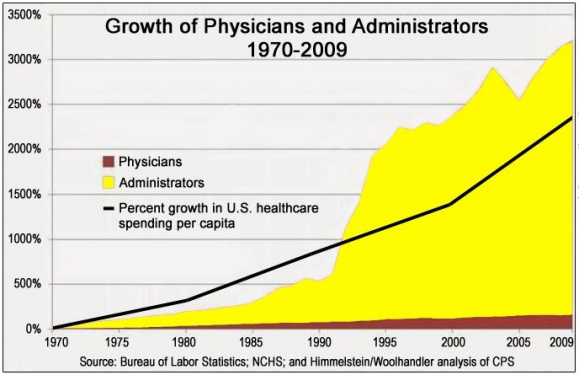 Growth of Physicians and Administrators
1970-2009
3500%
3000%
2500%
2000%
1500%
1000%
500%
0%
Physicians
Administrators
Percent growth in U.S. healthcare
spending per capita
1970 1975 1980 1985 1990 1995 2000 2005 2009
Source: Bureau of Labor Statistics; NCHS; and Himmelstein/Woolhandler analysis of CPS